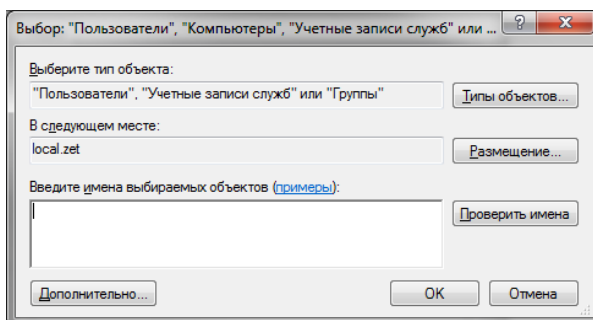 Выбор: "Пользователи", "Компьютеры", "Учетные записи служб" или ...
Выберите тип объекта:
"Пользователи", "Учетные записи служб" или "Группы"
Типы объектов...
В следующем месте:
local.zet
Размещение...
Введите имена выбираемых объектов (примеры):
Проверить имена
Дополнительно...
OK
Отмена